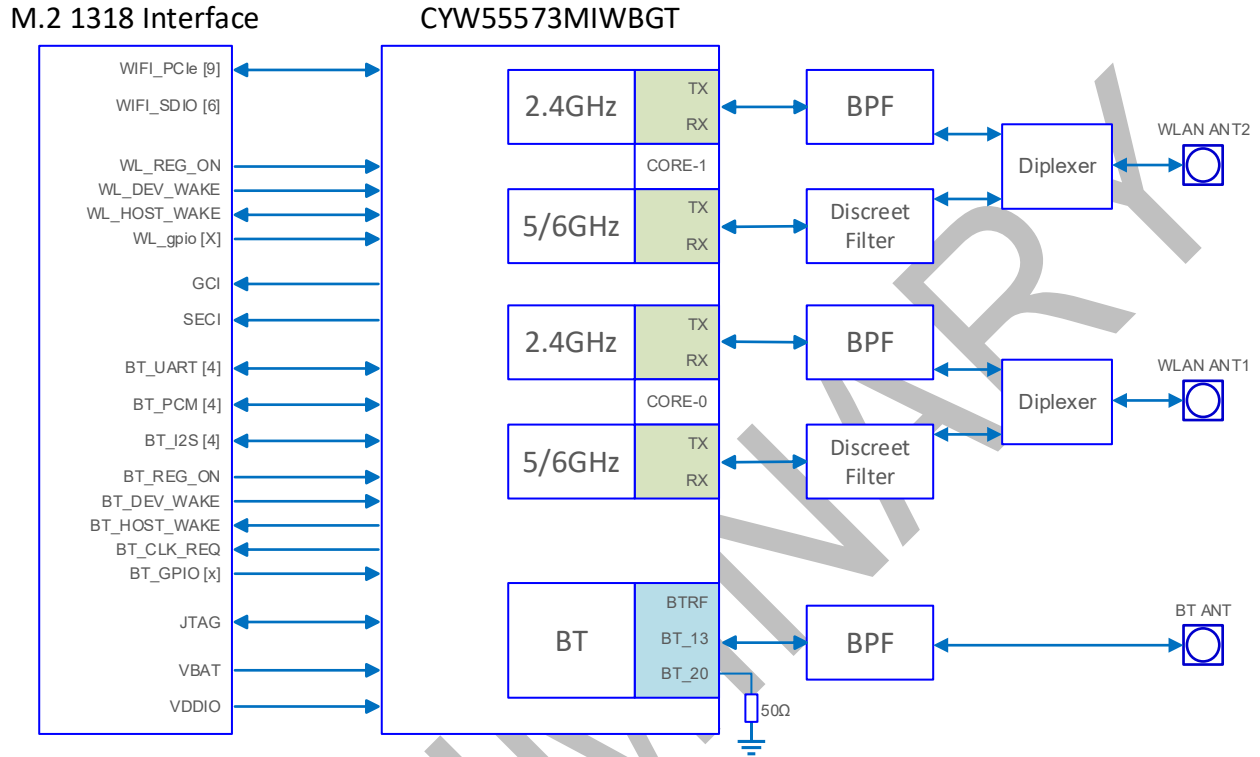 M.2 1318 Interface
CYW55573MIWBGT
WIFI_PCIe [9]
WIFI_SDIO [6]
WL_REG_ON
WL_DEV_WAKE
WL_HOST_WAKE
WL_gpio [X]
GCI
SECI
BT_UART [4]
BT_PCM [4]
BT_I2S [4]
BT_REG_ON
BT_DEV_WAKE
BT_HOST_WAKE
BT_CLK_REQ
BT_GPIO [x]
JTAG
VBAT
VDDIO
2.4GHz
TX
RX
CORE-1
5/6GHz
TX
RX
2.4GHz
TX
RX
CORE-0
5/6GHz
TX
RX
BT
BTRF
BT_13
BT_20
50Ω
BPF
Discreet
Filter
Diplexer
WLAN ANT2
BPF
Discreet
Filter
Diplexer
WLAN ANT1
BPF
BT ANT